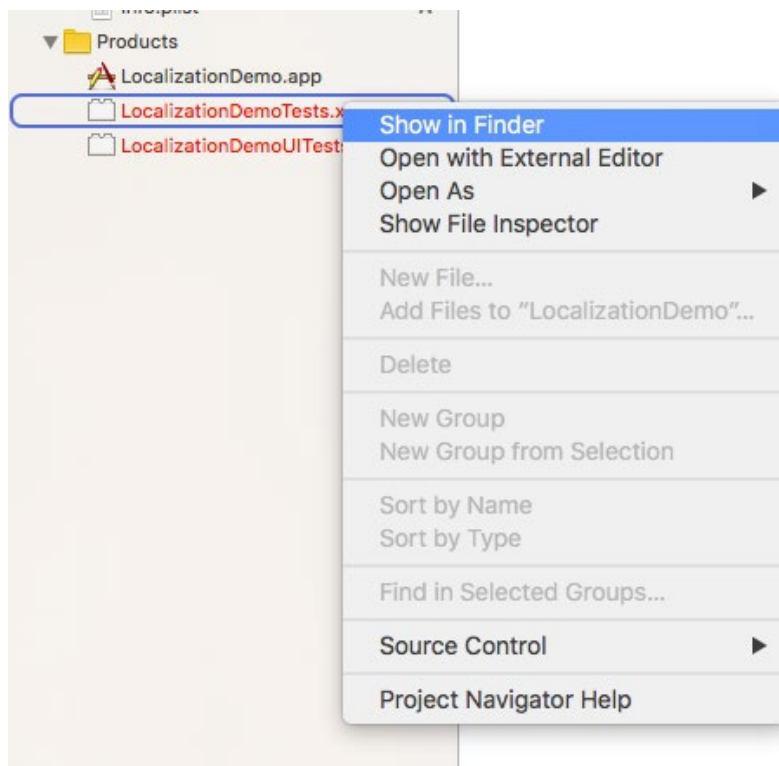 Products
LocalizationDemo.app
LocalizationDemoTests.x
LocalizationDemoUITest
Show in Finder
Open with External Editor
Open As
Show File Inspector
New File...
Add Files to “LocalizationDemo”...
Delete
New Group
New Group from Selection
Sort by Name
Sort by Type
Find in Selected Groups...
Source Control
Project Navigator Help